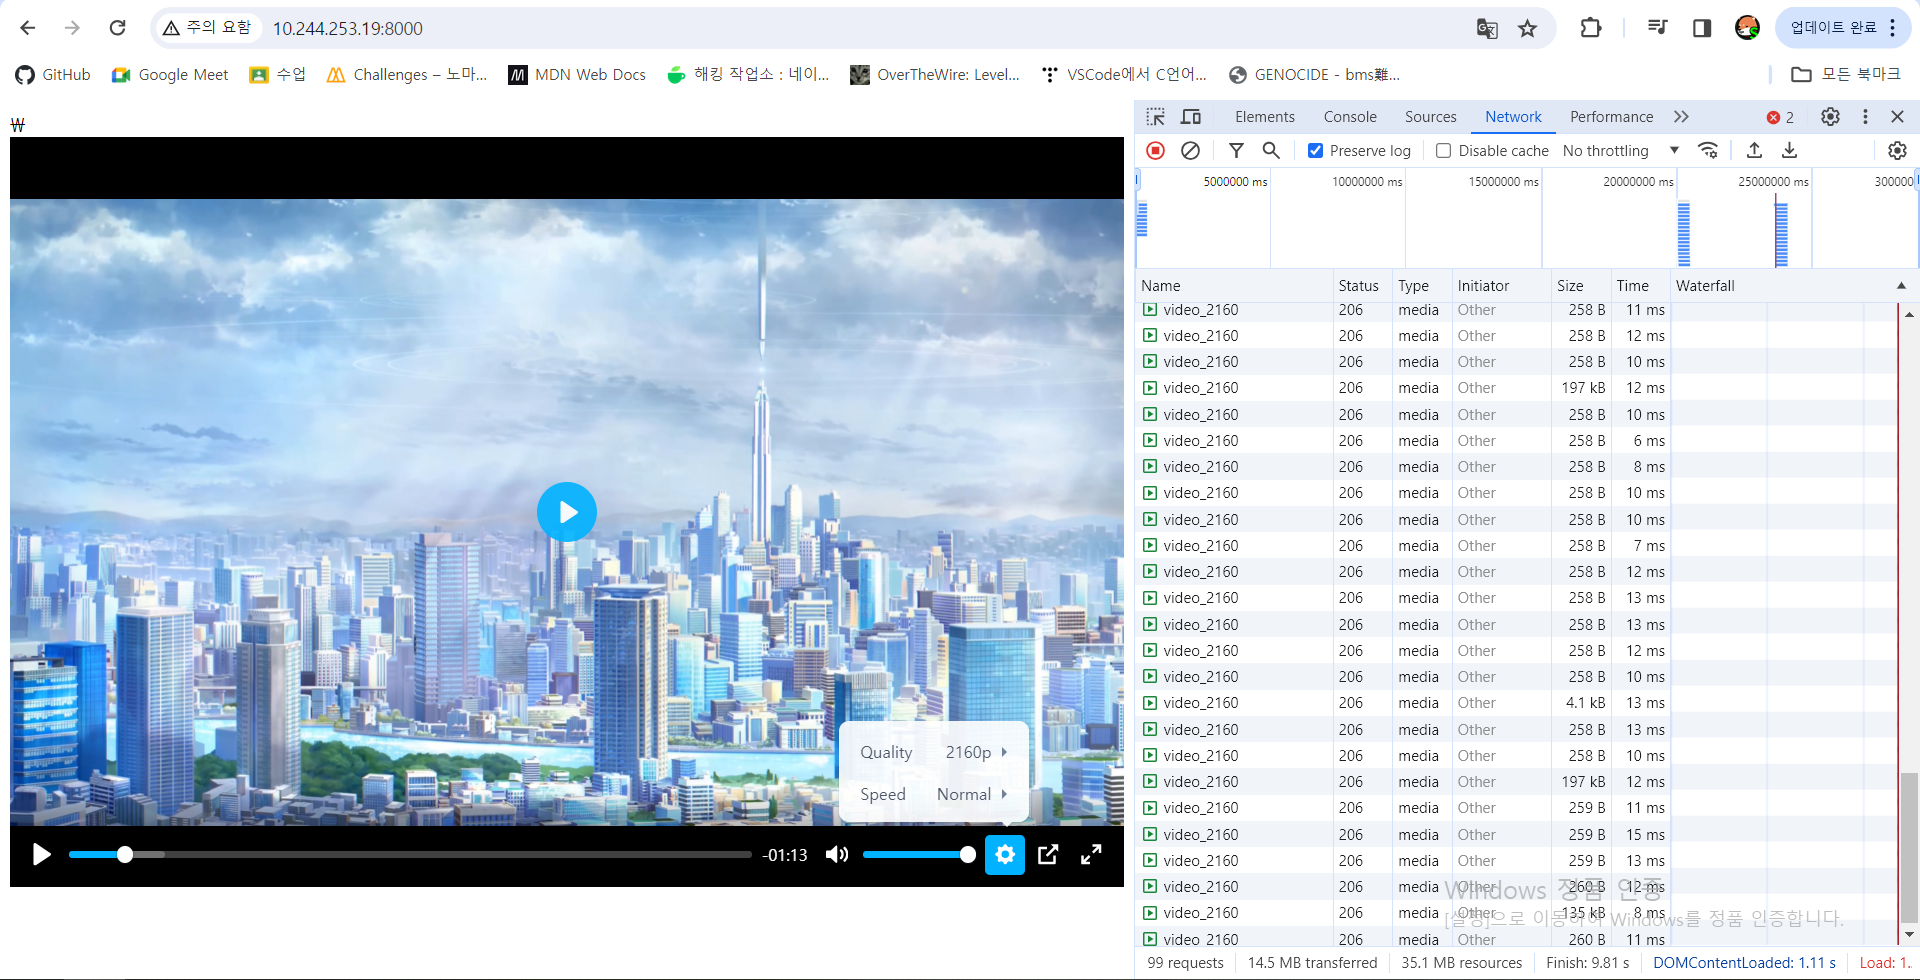 주의 요함 10.244.253.19:8000 업데이트 완료
GitHub Google Meet 수업 Challenges – 노마... MDN Web Docs 해킹 작업소 : 네이... OverTheWire: Level... VSCode에서 C언어... GENOCIDE - bms難... 모든 북마크
₩
Elements Console Sources Network Performance 2
Preserve log Disable cache No throttling
5000000 ms 10000000 ms 15000000 ms 20000000 ms 25000000 ms 300000
Name Status Type Initiator Size Time Waterfall
video_2160 206 media Other 258 B 11 ms
video_2160 206 media Other 258 B 12 ms
video_2160 206 media Other 258 B 10 ms
video_2160 206 media Other 197 kB 12 ms
video_2160 206 media Other 258 B 10 ms
video_2160 206 media Other 258 B 6 ms
video_2160 206 media Other 258 B 8 ms
video_2160 206 media Other 258 B 10 ms
video_2160 206 media Other 258 B 10 ms
video_2160 206 media Other 258 B 7 ms
video_2160 206 media Other 258 B 12 ms
video_2160 206 media Other 258 B 13 ms
video_2160 206 media Other 258 B 13 ms
video_2160 206 media Other 258 B 12 ms
video_2160 206 media Other 258 B 10 ms
video_2160 206 media Other 4.1 kB 13 ms
video_2160 206 media Other 258 B 13 ms
video_2160 206 media Other 258 B 10 ms
video_2160 206 media Other 197 kB 12 ms
video_2160 206 media Other 259 B 11 ms
video_2160 206 media Other 259 B 15 ms
video_2160 206 media Other 259 B 13 ms
video_2160 206 media Other 260 B 12 ms
video_2160 206 media Other 135 kB 8 ms
video_2160 206 media Other 260 B 11 ms
Quality 2160p
Speed Normal
-01:13
Windows 정품 인증
[설정]으로 이동하여 Windows를 정품 인증합니다.
99 requests 14.5 MB transferred 35.1 MB resources Finish: 9.81 s DOMContentLoaded: 1.11 s Load: 1.